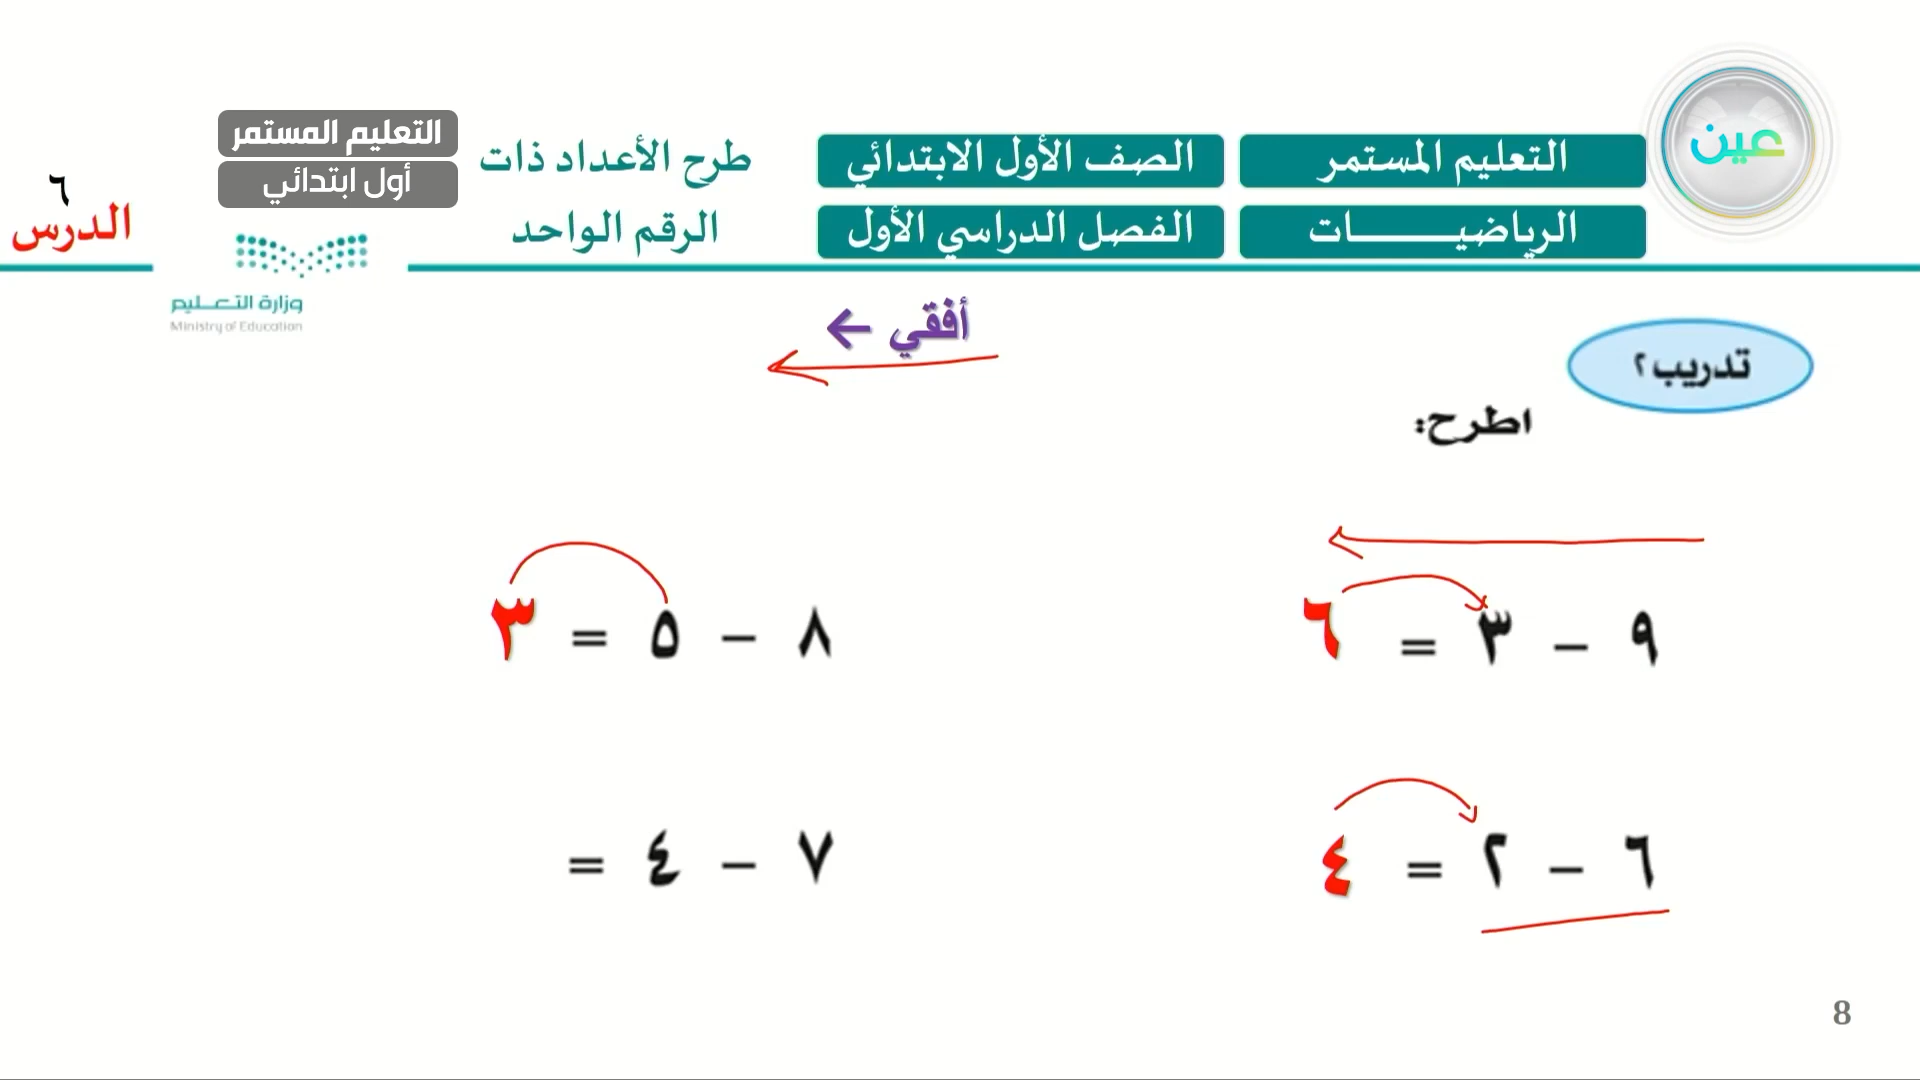 عين
التعليم المستمر
الصف الأول الابتدائي
طرح الأعداد ذات
التعليم المستمر
أول ابتدائي
٦
الدرس
الرياضيـــــــات
الفصل الدراسي الأول
الرقم الواحد
وزارة التعـــليم
Ministry of Education
أفقي ←
تدريب ٢
اطرح:
٩ – ٣ = ٦
٨ – ٥ = ٣
٦ – ٢ = ٤
٧ – ٤ =
8